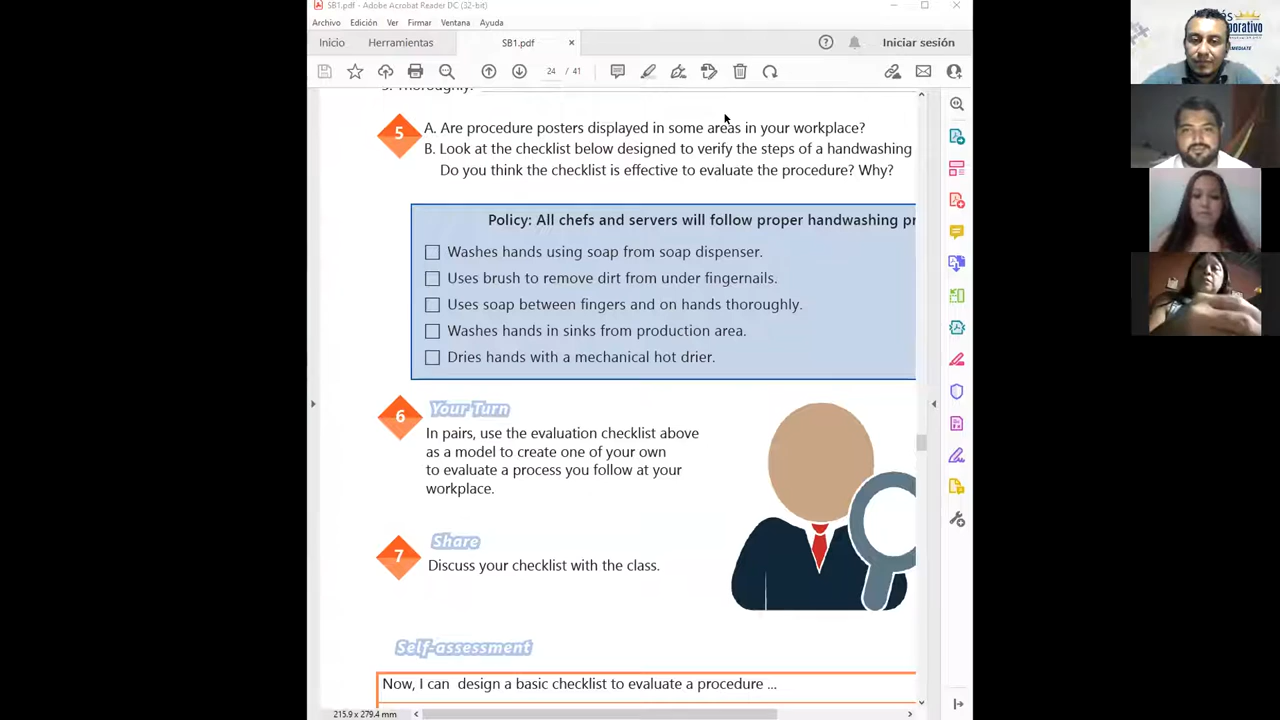 SB1.pdf - Adobe Acrobat Reader DC (32-bit)
Archivo Edición Ver Firmar Ventana Ayuda
Inicio Herramientas SB1.pdf × Iniciar sesión
24 / 41
5
A. Are procedure posters displayed in some areas in your workplace?
B. Look at the checklist below designed to verify the steps of a handwashing
Do you think the checklist is effective to evaluate the procedure? Why?
Policy: All chefs and servers will follow proper handwashing pr
Washes hands using soap from soap dispenser.
Uses brush to remove dirt from under fingernails.
Uses soap between fingers and on hands thoroughly.
Washes hands in sinks from production area.
Dries hands with a mechanical hot drier.
6
Your Turn
In pairs, use the evaluation checklist above
as a model to create one of your own
to evaluate a process you follow at your
workplace.
7
Share
Discuss your checklist with the class.
Self-assessment
Now, I can design a basic checklist to evaluate a procedure ...
215.9 x 279.4 mm